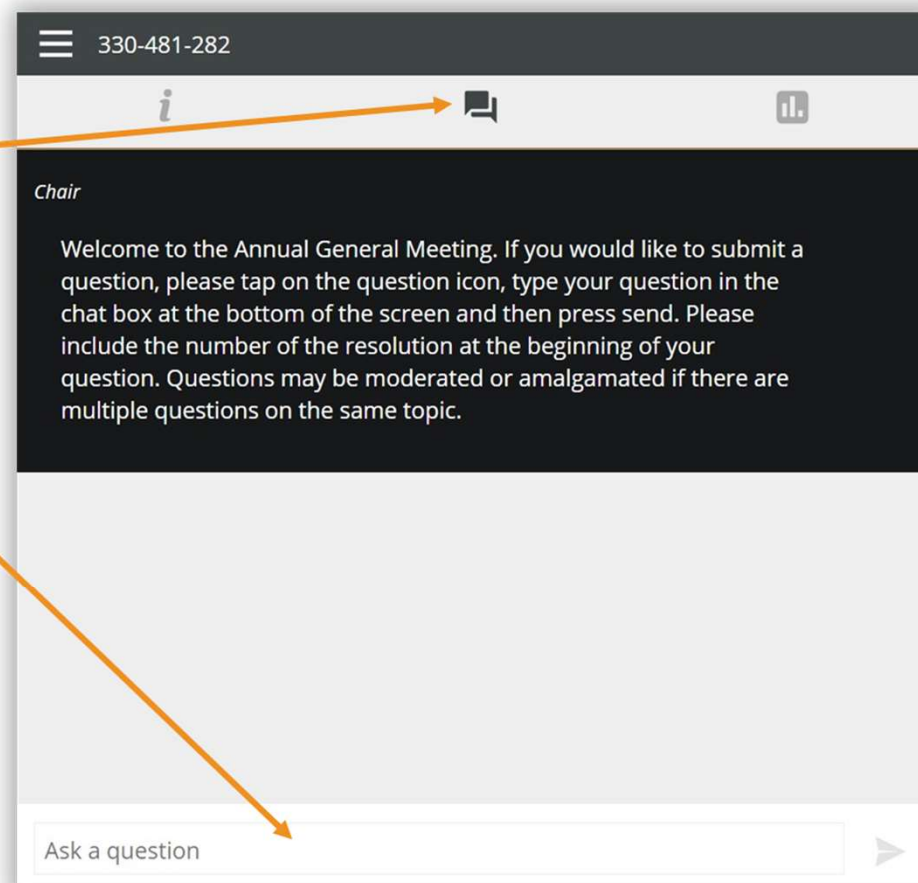 330-481-282
i
Chair
Welcome to the Annual General Meeting. If you would like to submit a
question, please tap on the question icon, type your question in the
chat box at the bottom of the screen and then press send. Please
include the number of the resolution at the beginning of your
question. Questions may be moderated or amalgamated if there are
multiple questions on the same topic.
Ask a question